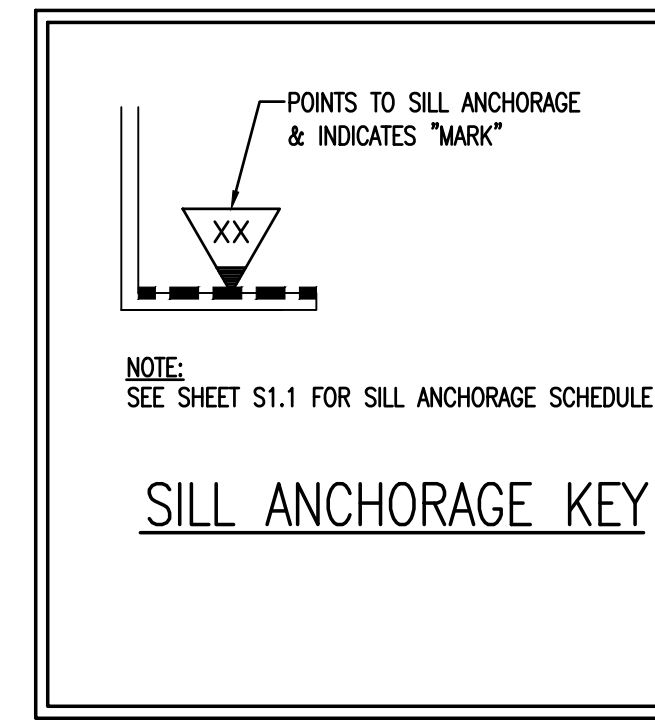 POINTS TO SILL ANCHORAGE
& INDICATES "MARK"
XX
NOTE:
SEE SHEET S1.1 FOR SILL ANCHORAGE SCHEDULE
SILL ANCHORAGE KEY